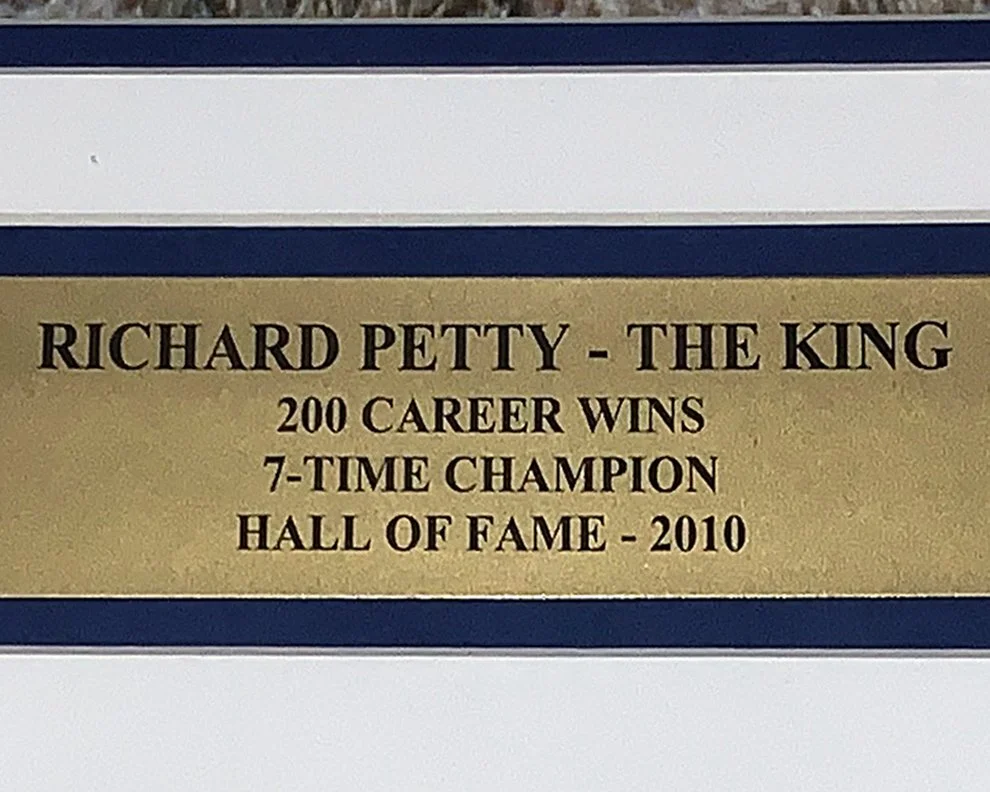 RICHARD PETTY - THE KING
200 CAREER WINS
7-TIME CHAMPION
HALL OF FAME - 2010